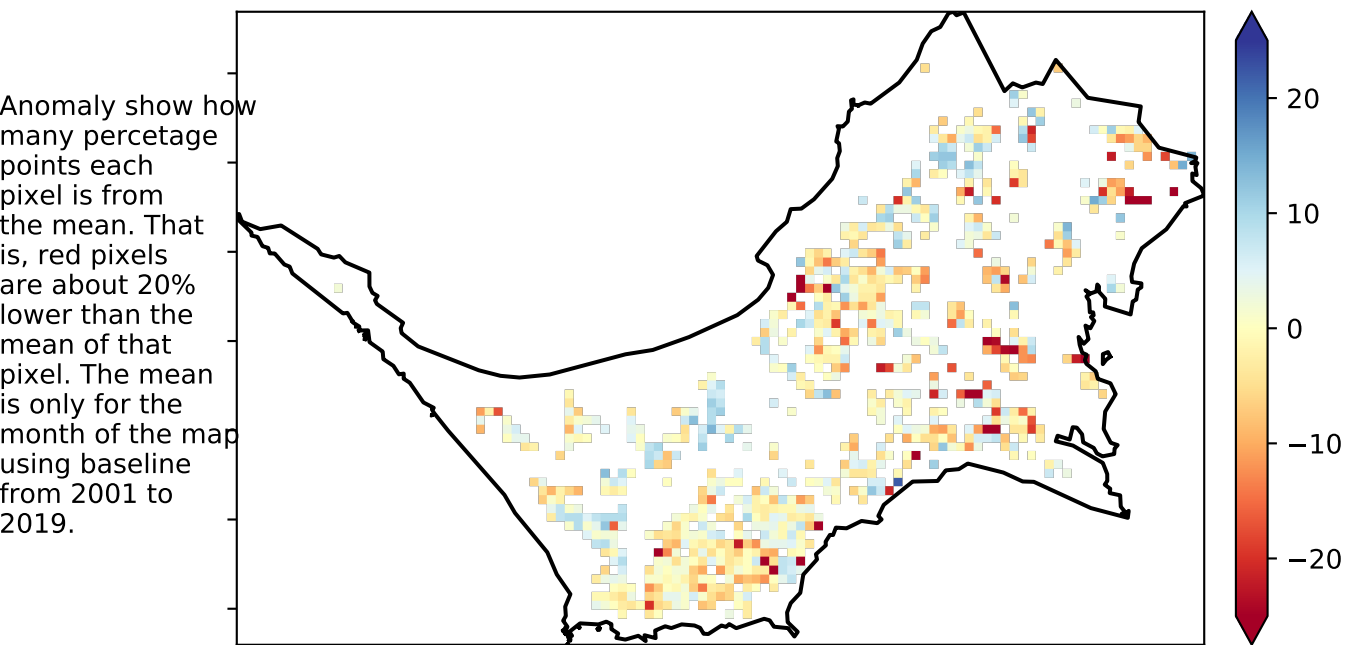 Anomaly show how
many percetage
points each
pixel is from
the mean. That
is, red pixels
are about 20%
lower than the
mean of that
pixel. The mean
is only for the
month of the map
using baseline
from 2001 to
2019.
20
10
0
−10
−20